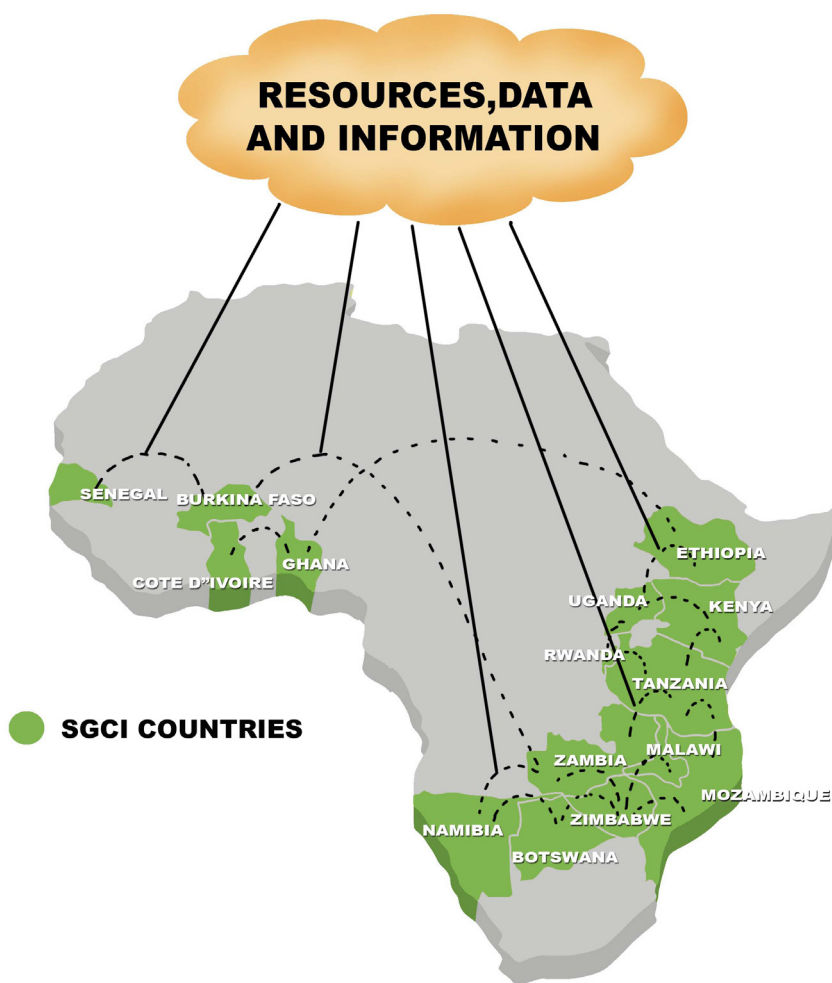 RESOURCES,DATA
AND INFORMATION
SENEGAL
BURKINA FASO
GHANA
COTE D"IVOIRE
ETHIOPIA
UGANDA
KENYA
RWANDA
TANZANIA
SGCI COUNTRIES
MALAWI
ZAMBIA
MOZAMBIQUE
ZIMBABWE
NAMIBIA
BOTSWANA